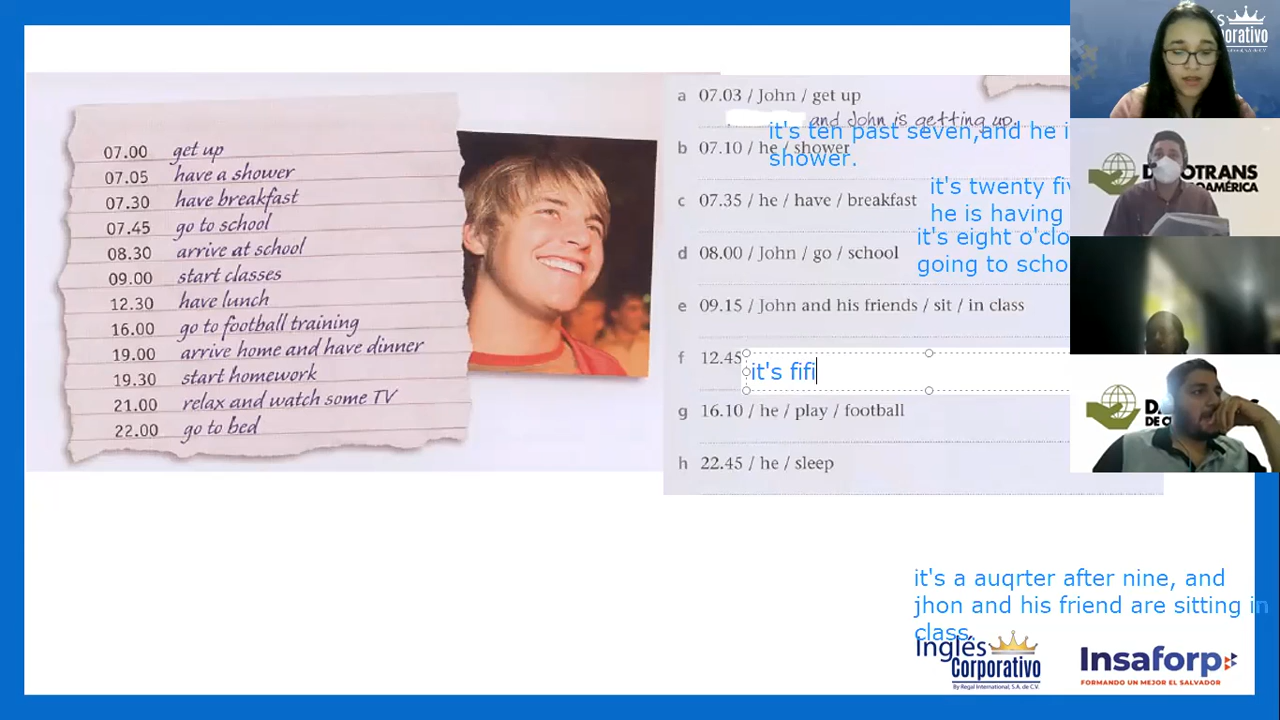 07.00 get up
07.05 have a shower
07.30 have breakfast
07.45 go to school
08.30 arrive at school
09.00 start classes
12.30 have lunch
16.00 go to football training
19.00 arrive home and have dinner
19.30 start homework
21.00 relax and watch some TV
22.00 go to bed
a 07.03 / John / get up
and John is getting up.
it's ten past seven,and he i
b 07.10 / he / shower
shower.
it's twenty fiv
c 07.35 / he / have / breakfast
he is having
it's eight o'clo
d 08.00 / John / go / school
going to scho
e 09.15 / John and his friends / sit / in class
f 12.45
it's fifi
g 16.10 / he / play / football
h 22.45 / he / sleep
it's a auqrter after nine, and
jhon and his friend are sitting in
class.
Inglés
Corporativo
By Regal International, S.A. de C.V.
Insaforp
FORMANDO UN MEJOR EL SALVADOR